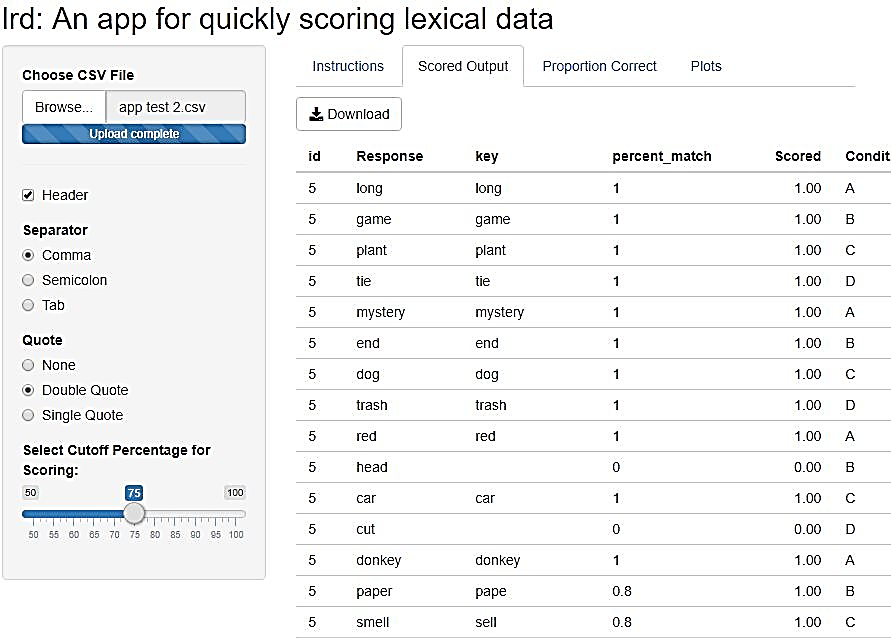 lrd: An app for quickly scoring lexical data
Choose CSV File
Browse... app test 2.csv
Upload complete
Header
Separator
Comma
Semicolon
Tab
Quote
None
Double Quote
Single Quote
Select Cutoff Percentage for
Scoring:
50 75 100
50 55 60 65 70 75 80 85 90 95 100
Instructions Scored Output Proportion Correct Plots
Download
id Response key percent_match Scored Condit
5 long long 1 1.00 A
5 game game 1 1.00 B
5 plant plant 1 1.00 C
5 tie tie 1 1.00 D
5 mystery mystery 1 1.00 A
5 end end 1 1.00 B
5 dog dog 1 1.00 C
5 trash trash 1 1.00 D
5 red red 1 1.00 A
5 head 0 0.00 B
5 car car 1 1.00 C
5 cut 0 0.00 D
5 donkey donkey 1 1.00 A
5 paper pape 0.8 1.00 B
5 smell sell 0.8 1.00 C